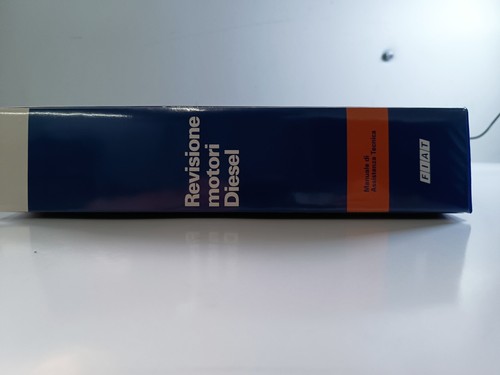 Revisione
motori
Diesel
Manuale di
Assistenza Tecnica
FIAT